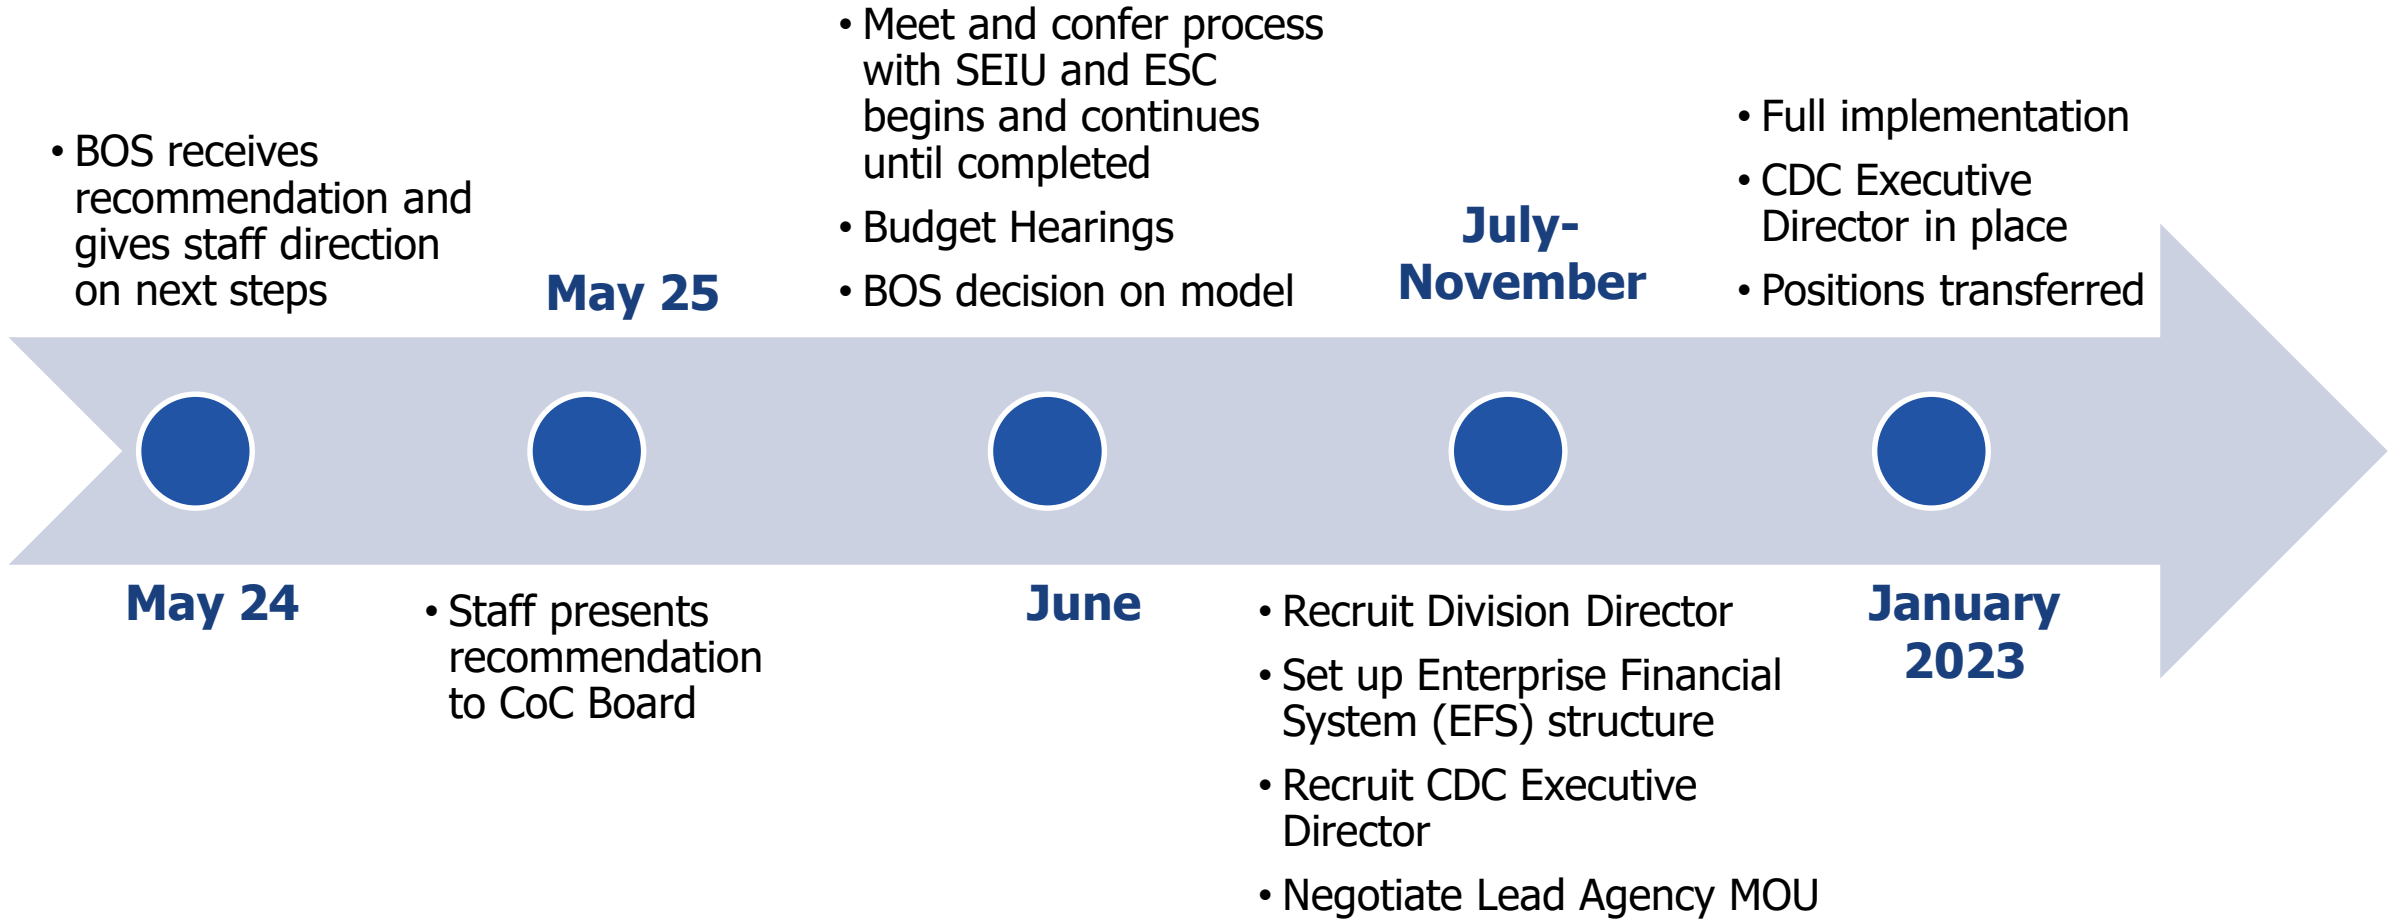 • BOS receives
recommendation and
gives staff direction
on next steps
May 24
May 25
• Staff presents
recommendation
to CoC Board
• Meet and confer process
with SEIU and ESC
begins and continues
until completed
• Budget Hearings
• BOS decision on model
June
July-
November
• Recruit Division Director
• Set up Enterprise Financial
System (EFS) structure
• Recruit CDC Executive
Director
• Negotiate Lead Agency MOU
• Full implementation
• CDC Executive
Director in place
• Positions transferred
January
2023